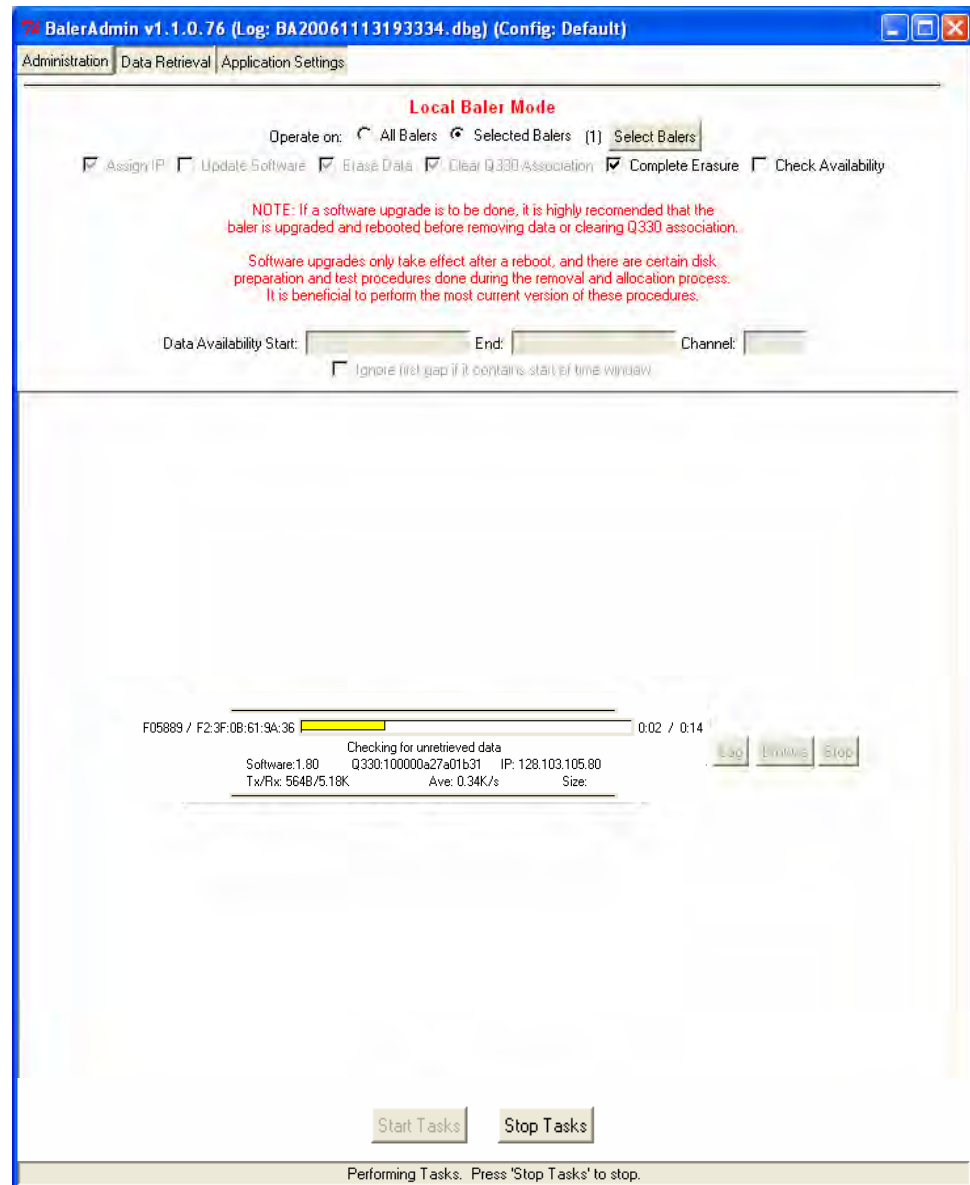 BalerAdmin v1.1.0.76 (Log: BA20061113193334.dbg) (Config: Default)
Administration Data Retrieval Application Settings
Local Baler Mode
Operate on: All Balers Selected Balers (1) Select Balers
Assign IP Update Software Erase Data Clear Q330 Association Complete Erasure Check Availability
NOTE: If a software upgrade is to be done, it is highly recomended that the
baler is upgraded and rebooted before removing data or clearing Q330 association.
Software upgrades only take effect after a reboot, and there are certain disk
preparation and test procedures done during the removal and allocation process.
It is beneficial to perform the most current version of these procedures.
Data Availability Start: End: Channel:
Ignore first gap if it contains start of time window
F05889 / F2:3F:0B:61:9A:36 0:02 / 0:14
Checking for unretrieved data
Log Stop
Software:1.80 Q330:100000a27a01b31 IP: 128.103.105.80
Tx/Rx: 564B/5.18K Ave: 0.34K/s Size:
Start Tasks Stop Tasks
Performing Tasks. Press 'Stop Tasks' to stop.